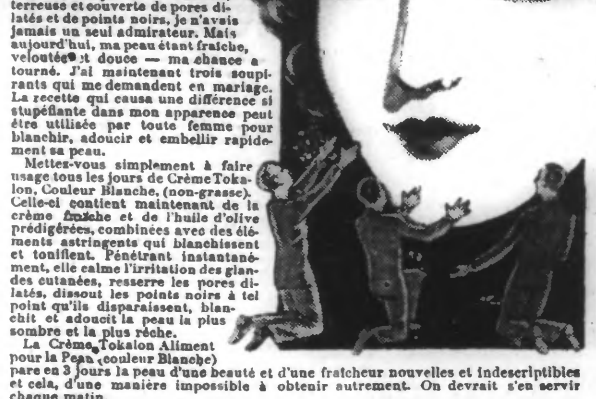 terreuse et couverte de pores di-
latés et de points noirs, je n'avais
jamais un seul admirateur. Mais
aujourd'hui, ma peau étant fraîche,
veloutée et douce — ma chance a
tourné. J'ai maintenant trois soupi-
rants qui me demandent en mariage.
La recette qui causa une différence si
stupéfiante dans mon apparence peut
être utilisée par toute femme pour
blanchir, adoucir et embellir rapide-
ment sa peau.
Mettez-vous simplement à faire
usage tous les jours de Crème Toka-
lon, Couleur Blanche, (non-grasse).
Celle-ci contient maintenant de la
crème fraîche et de l'huile d'olive
prédigérées, combinées avec des élé-
ments astringents qui blanchissent
et tonifient. Pénétrant instantané-
ment, elle calme l'irritation des glan-
des cutanées, resserre les pores di-
latés, dissout les points noirs à tel
point qu'ils disparaissent, blan-
chit et adoucit la peau la plus
sombre et la plus rêche.
La Crème Tokalon Aliment
pour la Peau (couleur Blanche)
pare en 3 jours la peau d'une beauté et d'une fraîcheur nouvelles et indescriptibles
et cela, d'une manière impossible à obtenir autrement. On devrait s'en servir
chaque matin.